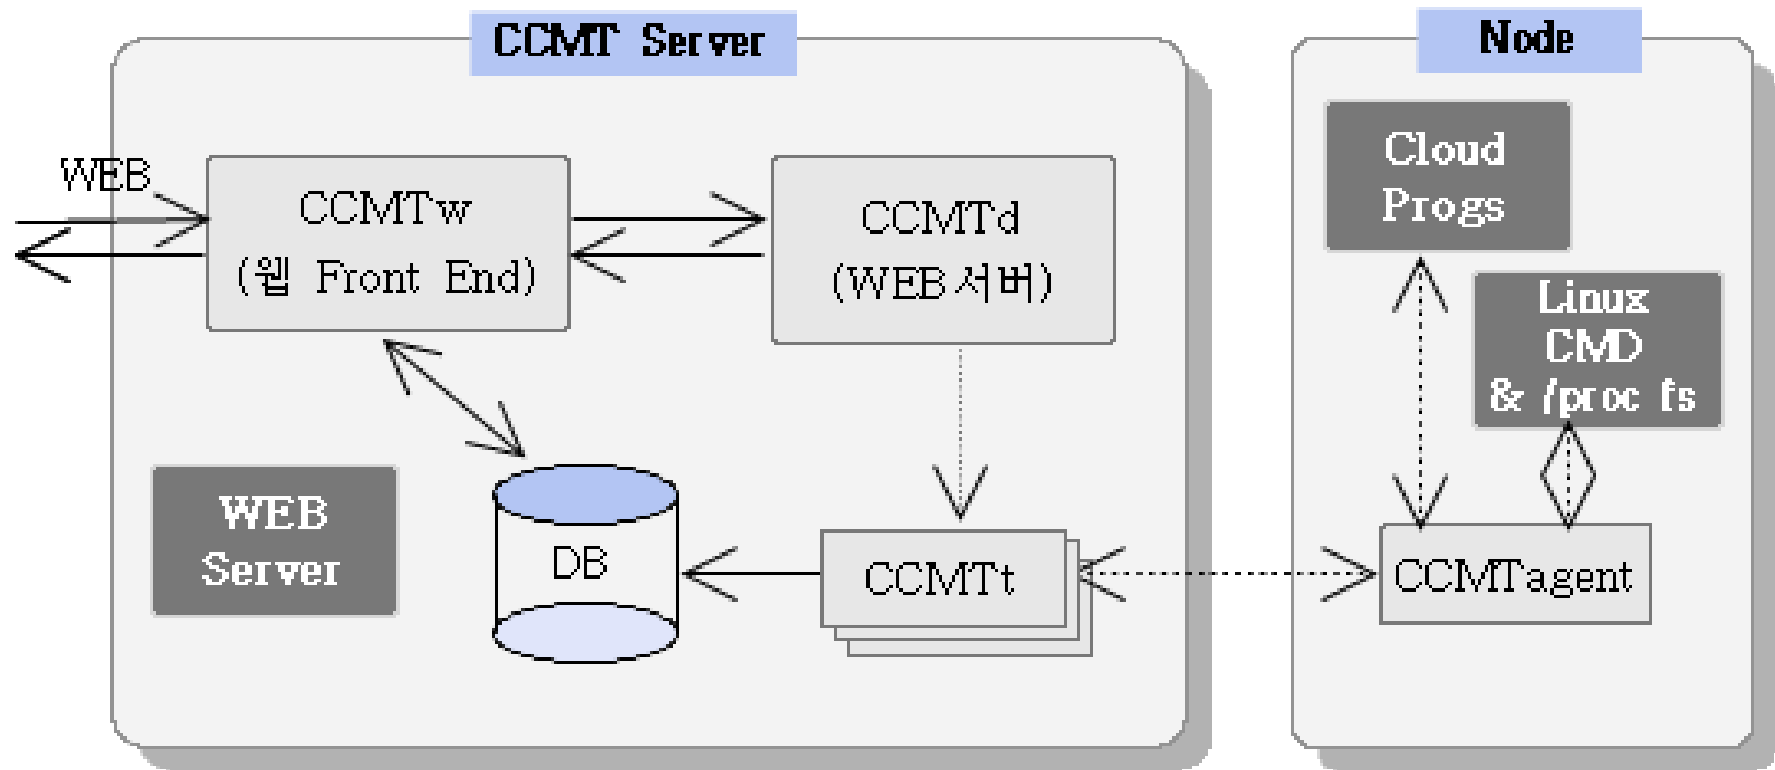 CCMT Server
Node
WEB
CCMTw
(웹 Front End)
CCMTd
(WEB서버)
Cloud
Progs
Linux
CMD
& /proc fs
WEB
Server
DB
CCMTt
CCMTagent